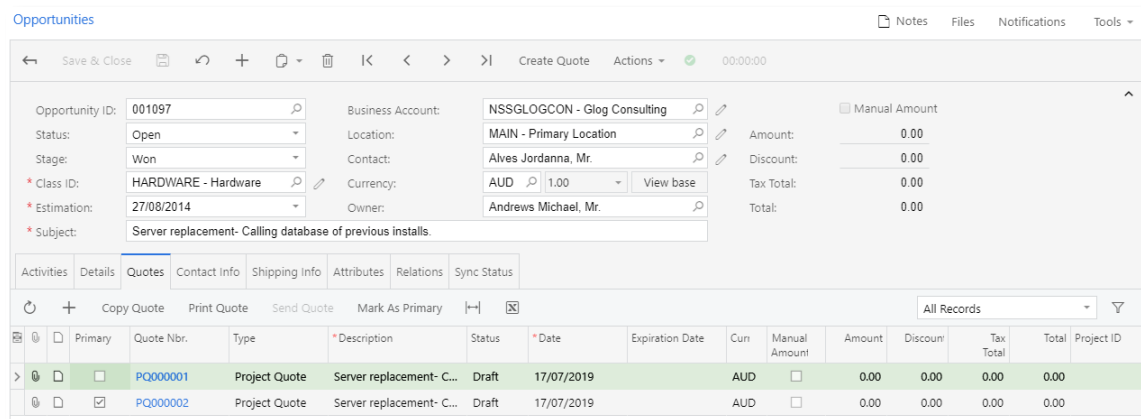 Opportunities
Notes Files Notifications Tools
Save & Close Create Quote Actions 00:00:00
Opportunity ID: 001097 Business Account: NSSGLOGCON - Glog Consulting Manual Amount
Status: Open Location: MAIN - Primary Location Amount: 0.00
Stage: Won Contact: Alves Jordanna, Mr. Discount: 0.00
* Class ID: HARDWARE - Hardware Currency: AUD 1.00 View base Tax Total: 0.00
* Estimation: 27/08/2014 Owner: Andrews Michael, Mr. Total: 0.00
* Subject: Server replacement- Calling database of previous installs.
Activities Details Quotes Contact Info Shipping Info Attributes Relations Sync Status
Copy Quote Print Quote Send Quote Mark As Primary All Records
Primary Quote Nbr. Type * Description Status * Date Expiration Date Curr Manual Amount Amount Discount Tax Total Total Project ID
PQ000001 Project Quote Server replacement- C... Draft 17/07/2019 AUD 0.00 0.00 0.00 0.00
PQ000002 Project Quote Server replacement- C... Draft 17/07/2019 AUD 0.00 0.00 0.00 0.00